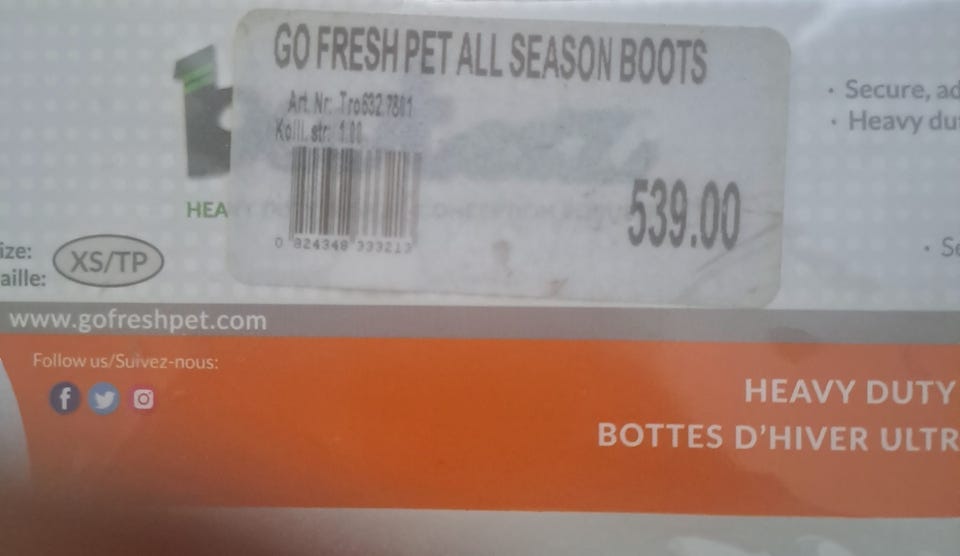 GO FRESH PET ALL SEASON BOOTS
Art. Nr: Tro632.7801
Kolli. str: 1.00
539.00
0 824348 333213
HEA
ize: XS/TP
aille:
• Secure, ad
• Heavy du
• Se
www.gofreshpet.com
Follow us/Suivez-nous:
HEAVY DUTY
BOTTES D'HIVER ULTR